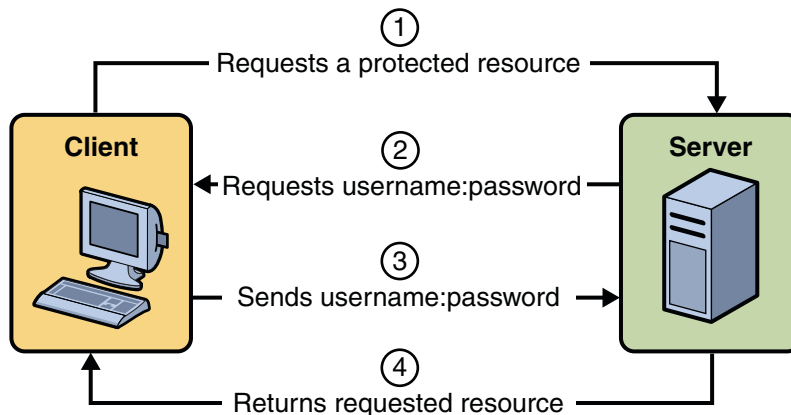 1
Requests a protected resource
Client
Server
2
Requests username:password
3
Sends username:password
4
Returns requested resource